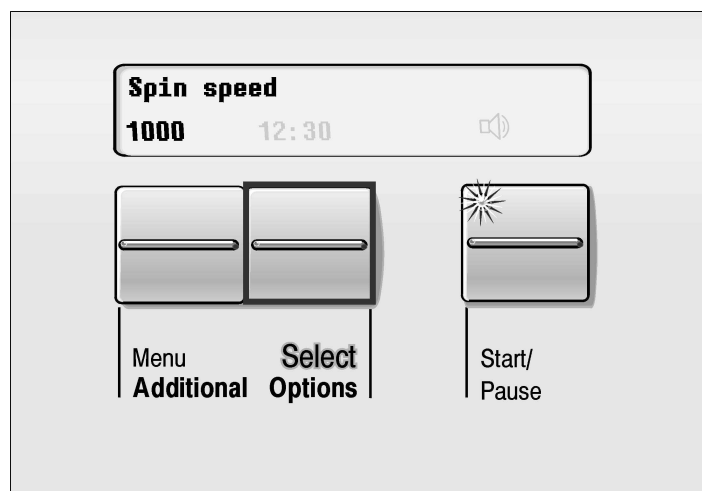 Spin speed
1000 12:30
Menu Select
Additional Options
Start/
Pause